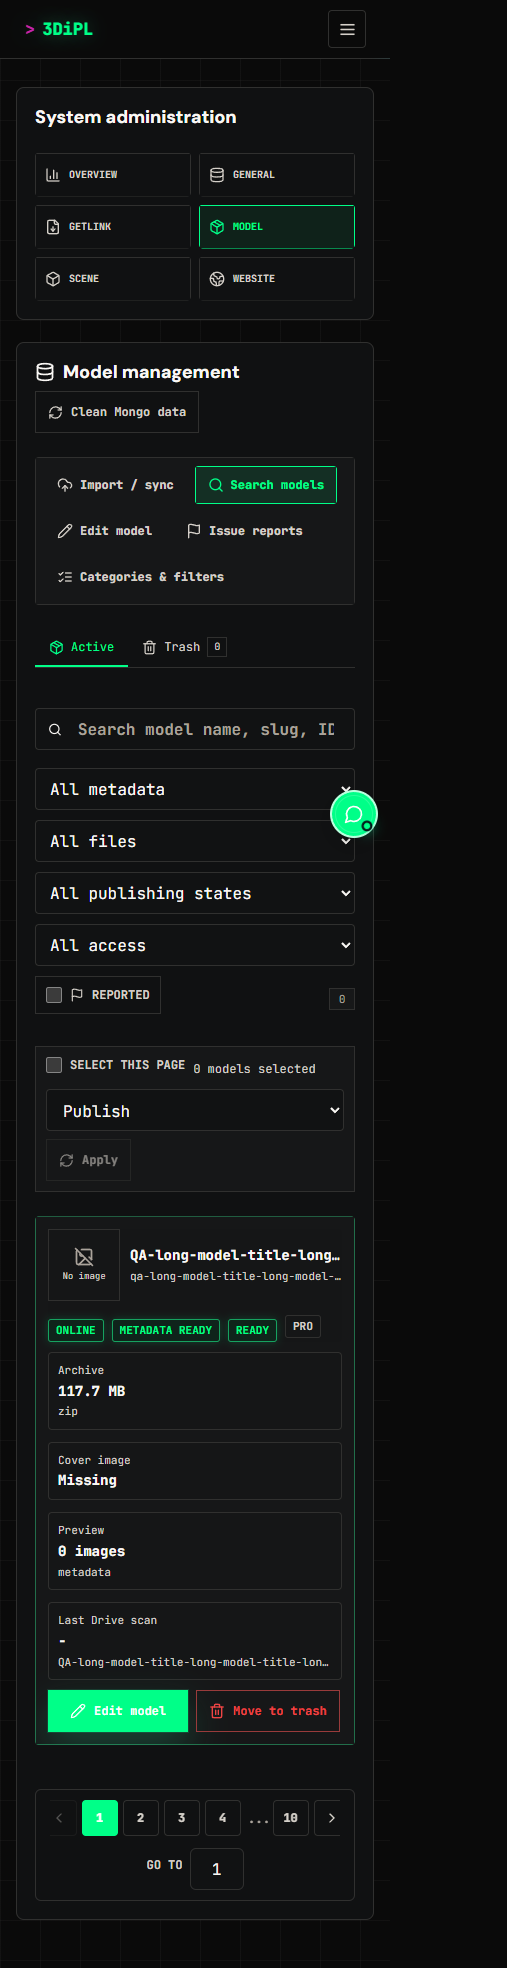 > 3DiPL
System administration
OVERVIEW
GENERAL
GETLINK
MODEL
SCENE
WEBSITE
Model management
Clean Mongo data
Import / sync
Search models
Edit model
Issue reports
Categories & filters
Active
Trash 0
Search model name, slug, ID
All metadata
All files
All publishing states
All access
REPORTED
0
SELECT THIS PAGE 0 models selected
Publish
Apply
No image
QA-long-model-title-long…
qa-long-model-title-long-model-…
ONLINE METADATA READY READY PRO
Archive
117.7 MB
zip
Cover image
Missing
Preview
0 images
metadata
Last Drive scan
-
QA-long-model-title-long-model-title-lon…
Edit model
Move to trash
1 2 3 4 ... 10
GO TO 1